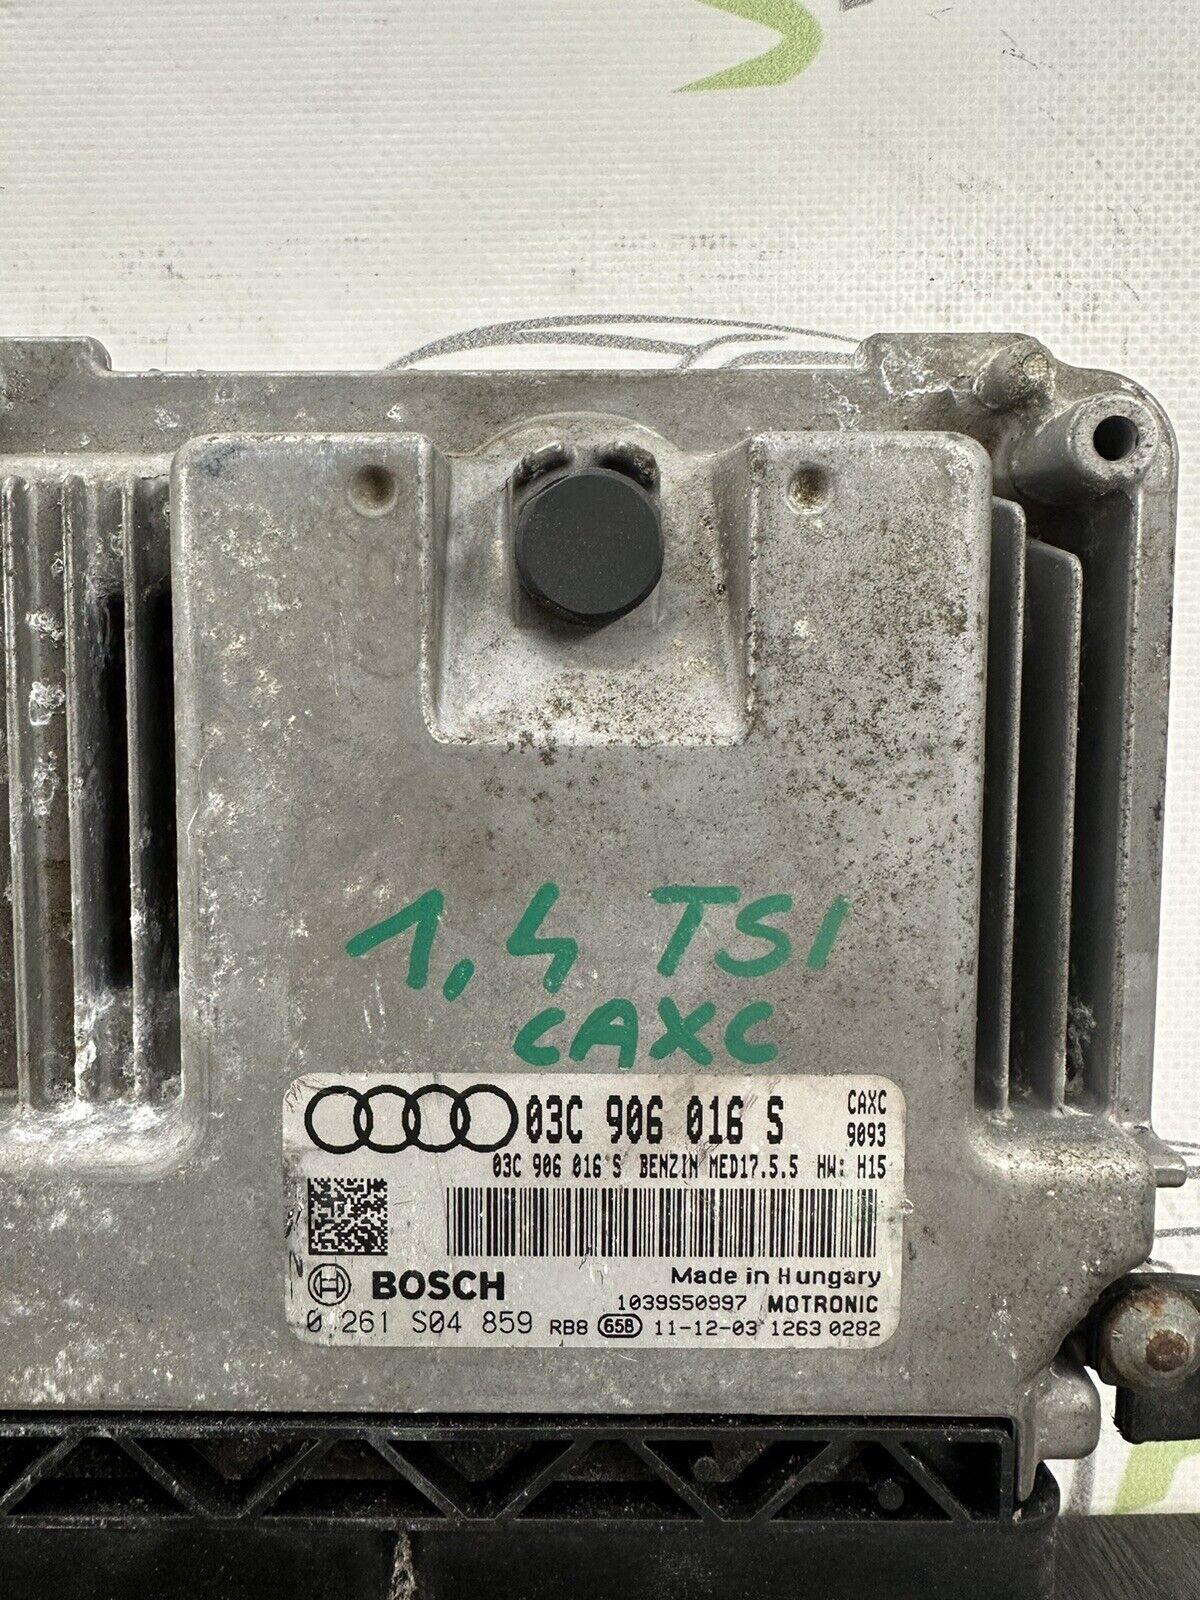 1,4 TSI
CAXC
03C 906 016 S CAXC
9093
03C 906 016 S BENZIN MED17.5.5 HW: H15
BOSCH Made in Hungary
1039S50997 MOTRONIC
0 261 S04 859 RB8 65B 11-12-03 1263 0282